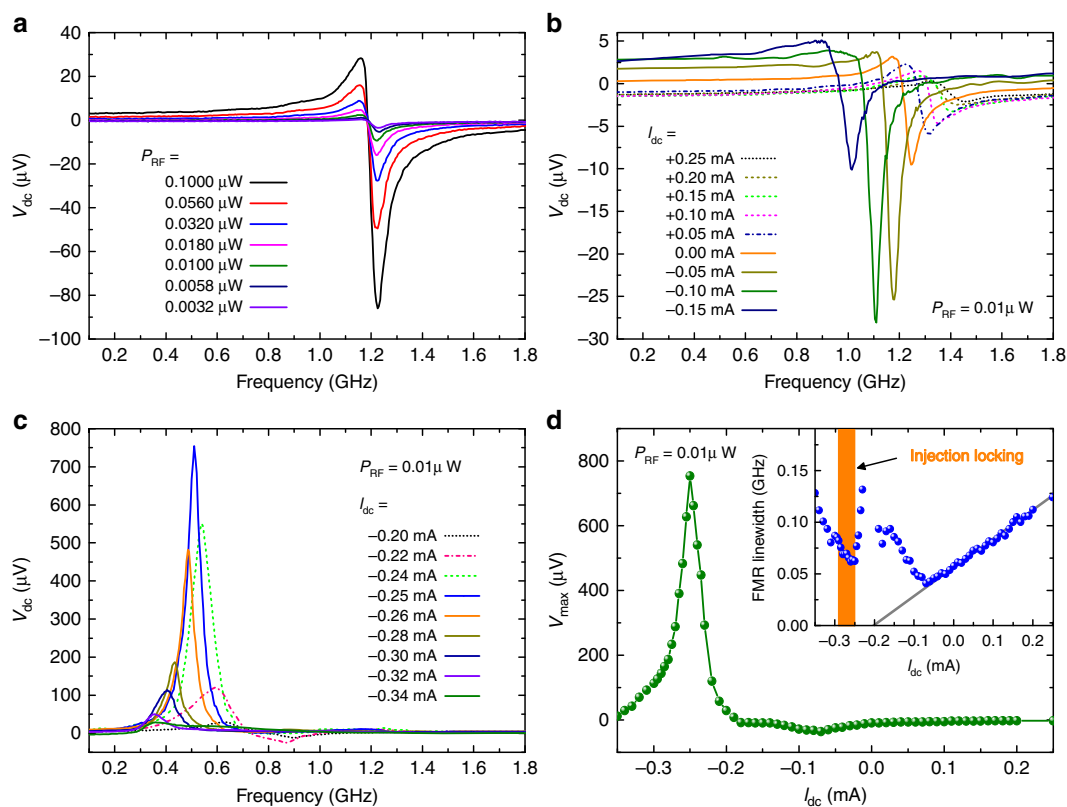 a
40
20
0
−20
−40
−60
−80
−100
V_dc (μV)
P_RF =
0.1000 μW
0.0560 μW
0.0320 μW
0.0180 μW
0.0100 μW
0.0058 μW
0.0032 μW
0.2 0.4 0.6 0.8 1.0 1.2 1.4 1.6 1.8
Frequency (GHz)
b
5
0
−5
−10
−15
−20
−25
−30
V_dc (μV)
I_dc =
+0.25 mA
+0.20 mA
+0.15 mA
+0.10 mA
+0.05 mA
0.00 mA
−0.05 mA
−0.10 mA
−0.15 mA
P_RF = 0.01μ W
0.2 0.4 0.6 0.8 1.0 1.2 1.4 1.6 1.8
Frequency (GHz)
c
800
700
600
500
400
300
200
100
0
V_dc (μV)
P_RF = 0.01μ W
I_dc =
−0.20 mA
−0.22 mA
−0.24 mA
−0.25 mA
−0.26 mA
−0.28 mA
−0.30 mA
−0.32 mA
−0.34 mA
0.2 0.4 0.6 0.8 1.0 1.2 1.4 1.6 1.8
Frequency (GHz)
d
800
600
400
200
0
V_max (μV)
P_RF = 0.01μ W
Injection locking
0.15
0.10
0.05
0.00
FMR linewidth (GHz)
−0.3 −0.2 −0.1 0.0 0.1 0.2
I_dc (mA)
−0.3 −0.2 −0.1 0.0 0.1 0.2
I_dc (mA)